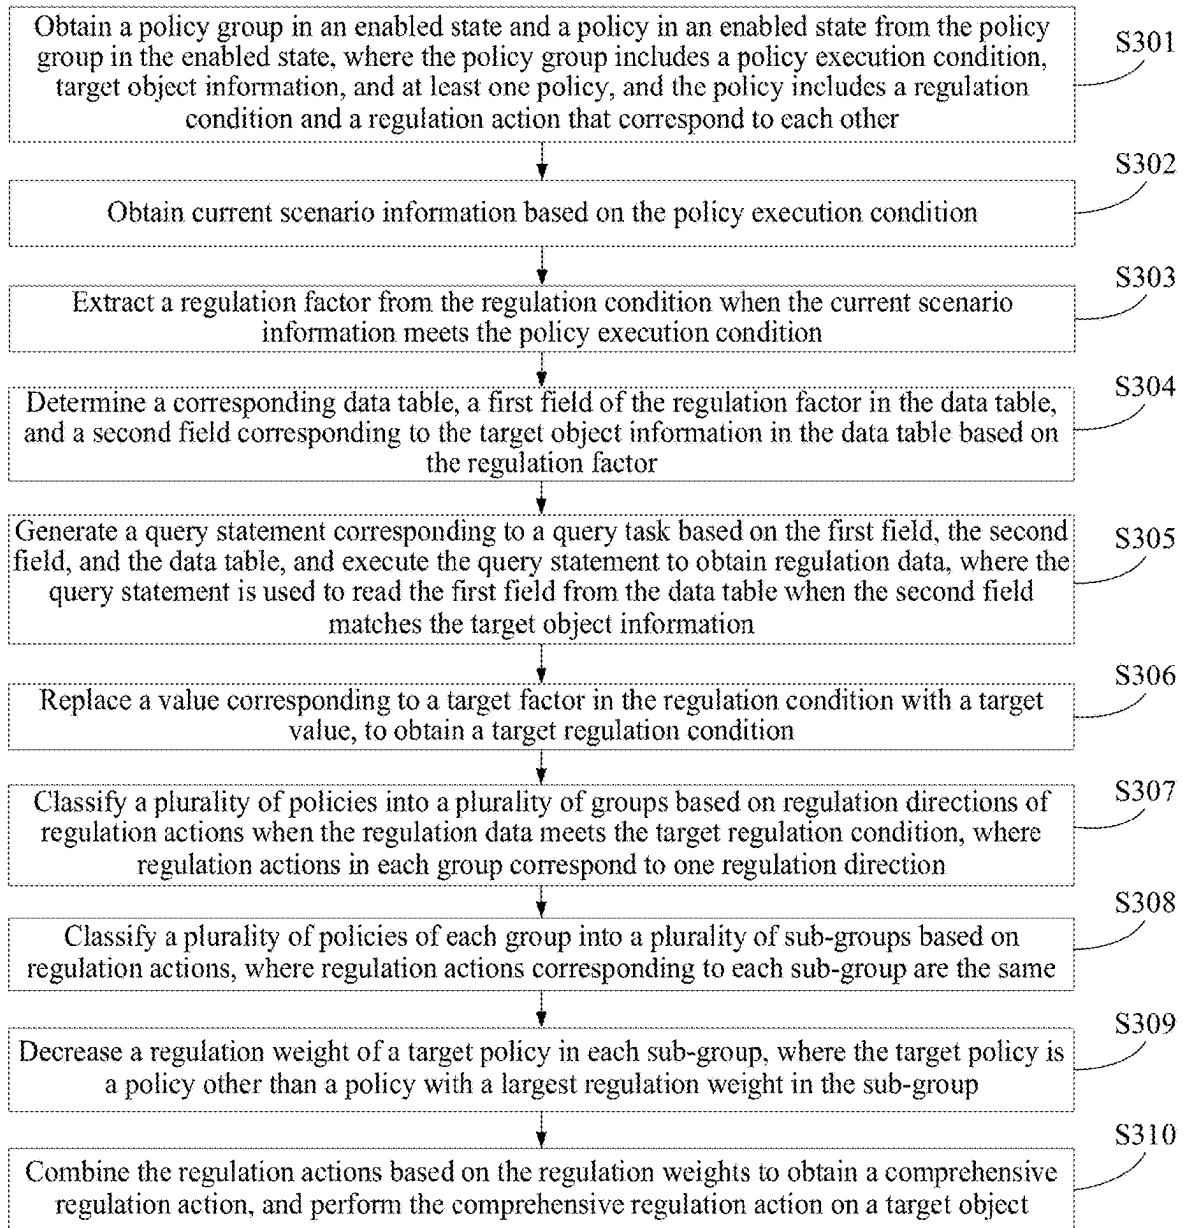 Obtain a policy group in an enabled state and a policy in an enabled state from the policy
group in the enabled state, where the policy group includes a policy execution condition,
target object information, and at least one policy, and the policy includes a regulation
condition and a regulation action that correspond to each other
S301
Obtain current scenario information based on the policy execution condition
S302
Extract a regulation factor from the regulation condition when the current scenario
information meets the policy execution condition
S303
Determine a corresponding data table, a first field of the regulation factor in the data table,
and a second field corresponding to the target object information in the data table based on
the regulation factor
S304
Generate a query statement corresponding to a query task based on the first field, the second
field, and the data table, and execute the query statement to obtain regulation data, where the
query statement is used to read the first field from the data table when the second field
matches the target object information
S305
Replace a value corresponding to a target factor in the regulation condition with a target
value, to obtain a target regulation condition
S306
Classify a plurality of policies into a plurality of groups based on regulation directions of
regulation actions when the regulation data meets the target regulation condition, where
regulation actions in each group correspond to one regulation direction
S307
Classify a plurality of policies of each group into a plurality of sub-groups based on
regulation actions, where regulation actions corresponding to each sub-group are the same
S308
Decrease a regulation weight of a target policy in each sub-group, where the target policy is
a policy other than a policy with a largest regulation weight in the sub-group
S309
Combine the regulation actions based on the regulation weights to obtain a comprehensive
regulation action, and perform the comprehensive regulation action on a target object
S310